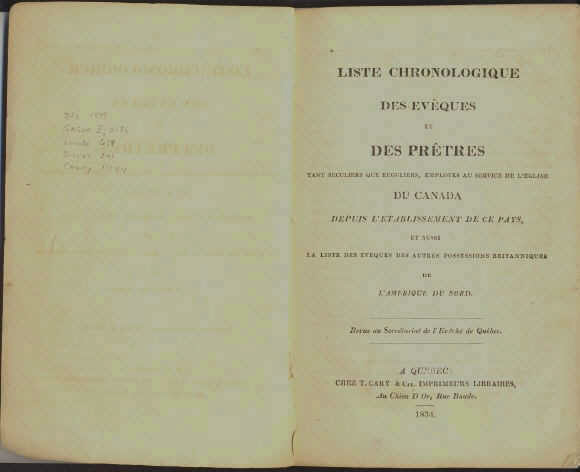 LISTE CHRONOLOGIQUE
DES EVÊQUES
ET
DES PRÊTRES
TANT SECULIERS QUE REGULIERS, EMPLOYÉS AU SERVICE DE L'EGLISE
DU CANADA
DEPUIS L'ETABLISSEMENT DE CE PAYS,
ET AUSSI
LA LISTE DES EVEQUES DES AUTRES POSSESSIONS BRITANNIQUES
DE
L'AMERIQUE DU NORD.
Revue au Secrétariat de l'Evêché de Québec.
A QUEBEC:
CHEZ T. CARY & Cie. IMPRIMEURS LIBRAIRES,
Au Chien D'Or, Rue Buade.
1834.